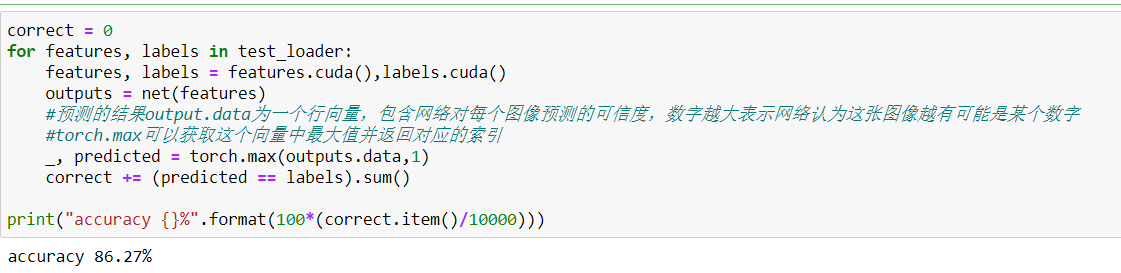 correct = 0
for features, labels in test_loader:
    features, labels = features.cuda(),labels.cuda()
    outputs = net(features)
    #预测的结果output.data为一个行向量，包含网络对每个图像预测的可信度，数字越大表示网络认为这张图像越有可能是某个数字
    #torch.max可以获取这个向量中最大值并返回对应的索引
    _, predicted = torch.max(outputs.data,1)
    correct += (predicted == labels).sum()
print("accuracy {}%".format(100*(correct.item()/10000)))
accuracy 86.27%